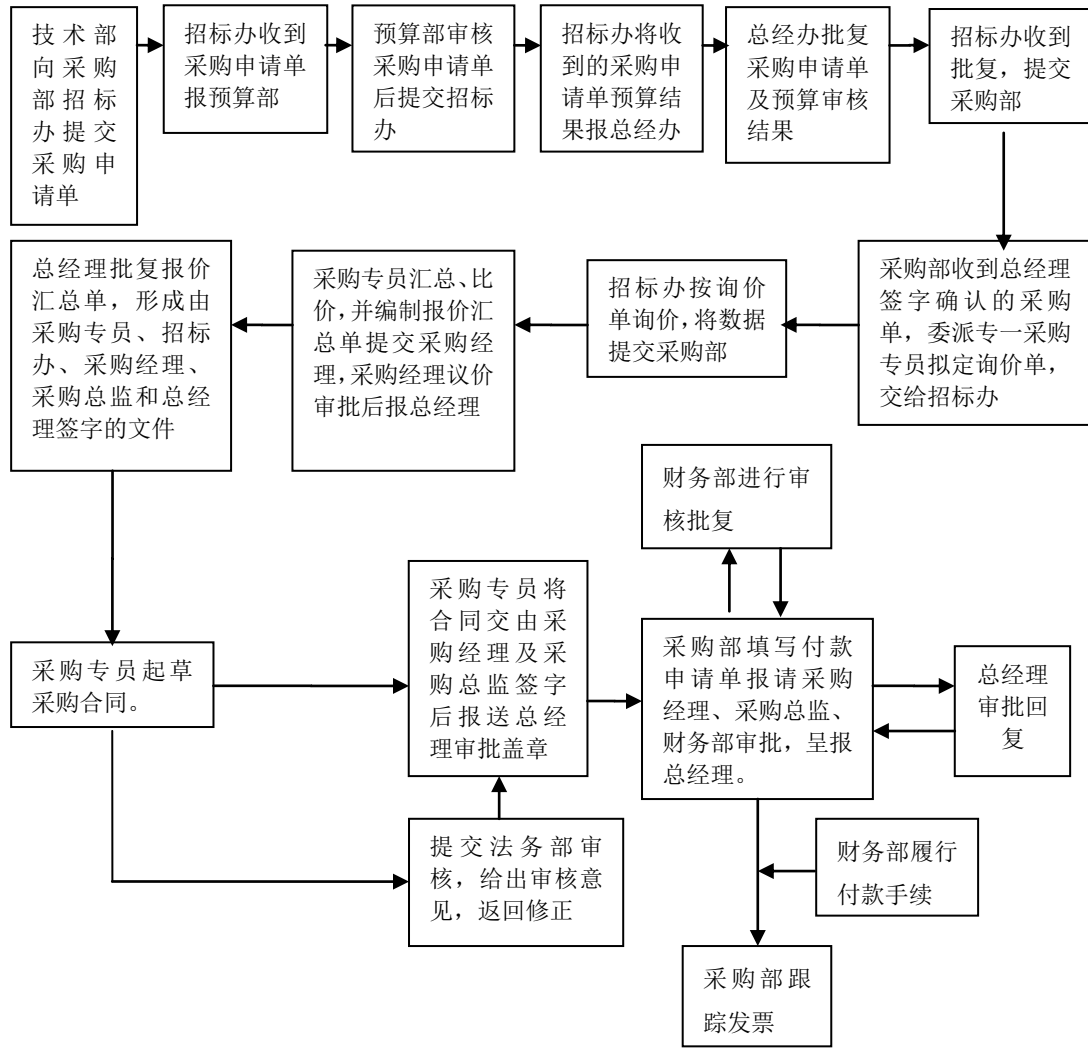 技术部
向采购
部招标
办提交
采购申
请单
招标办收到
采购申请单
报预算部
预算部审核
采购申请单
后提交招标
办
招标办将收
到的采购申
请单预算结
果报总经办
总经办批复
采购申请单
及预算审核
结果
招标办收到
批复，提交
采购部
采购部收到总经理
签字确认的采购
单，委派专一采购
专员拟定询价单，
交给招标办
招标办按询价
单询价，将数据
提交采购部
采购专员汇总、比
价，并编制报价汇
总单提交采购经
理，采购经理议价
审批后报总经理
总经理批复报价
汇总单，形成由
采购专员、招标
办、采购经理、
采购总监和总经
理签字的文件
采购专员起草
采购合同。
采购专员将
合同交由采
购经理及采
购总监签字
后报送总经
理审批盖章
提交法务部审
核，给出审核意
见，返回修正
财务部进行审
核批复
采购部填写付款
申请单报请采购
经理、采购总监、
财务部审批，呈报
总经理。
总经理
审批回
复
财务部履行
付款手续
采购部跟
踪发票